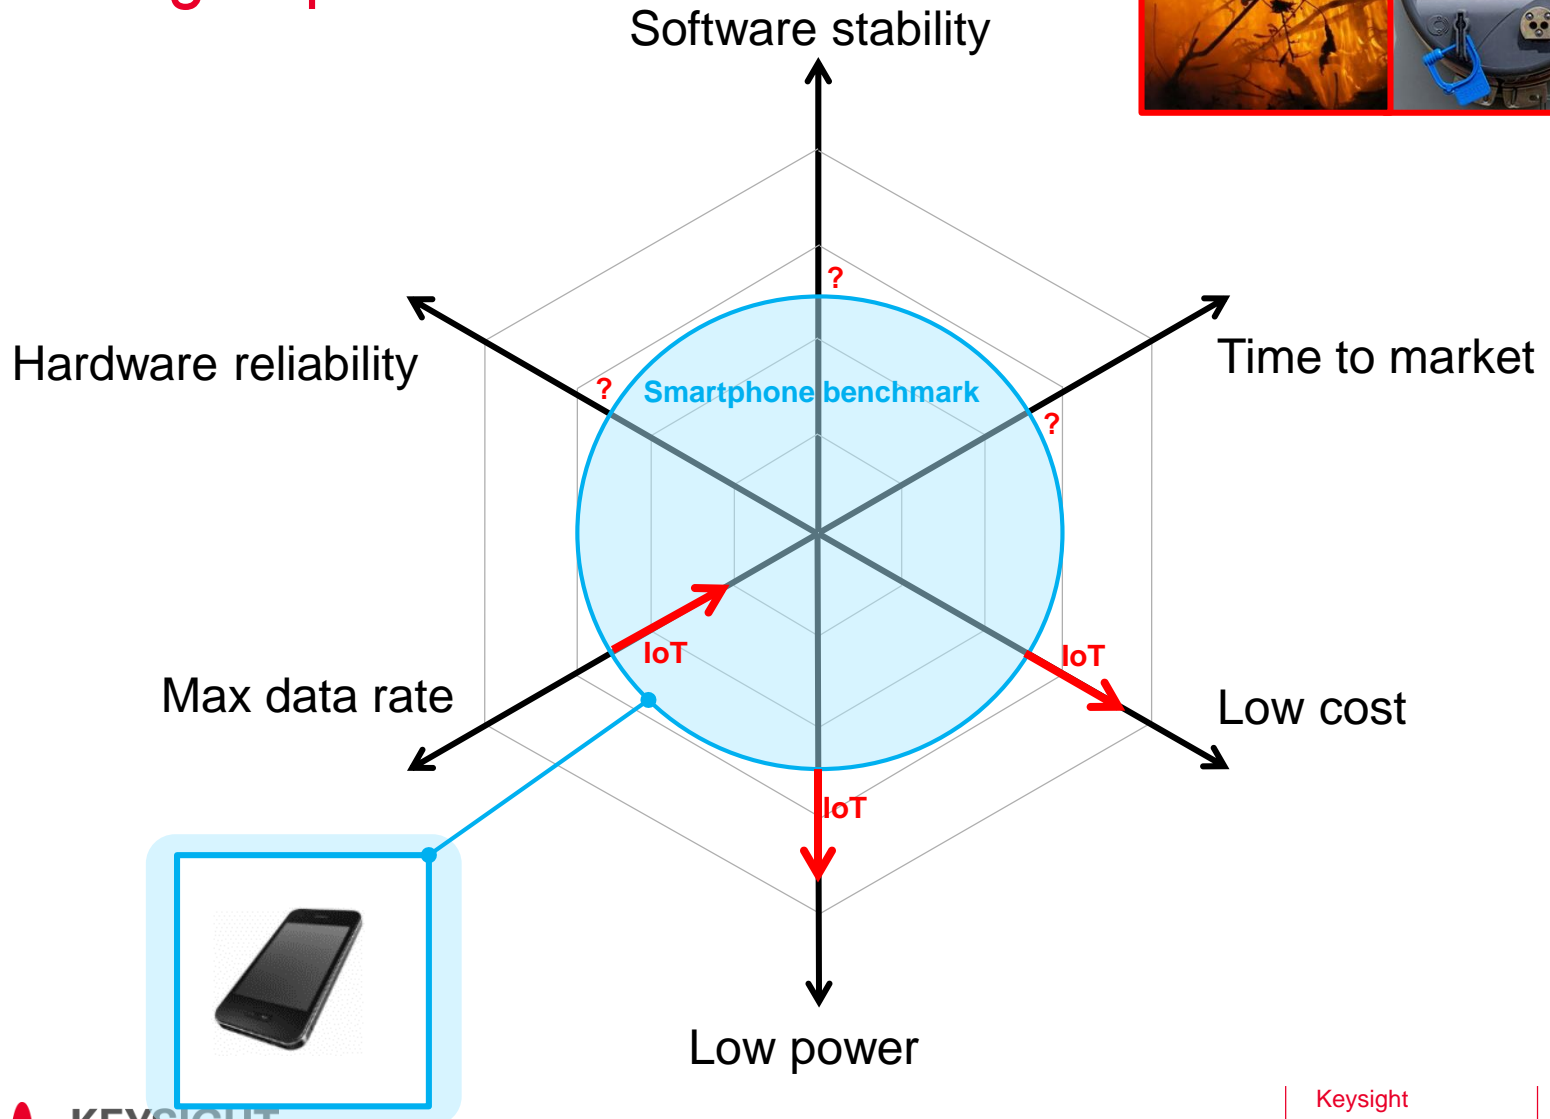 Software stability
?
Hardware reliability
Time to market
?
Smartphone benchmark
?
IoT
IoT
Max data rate
Low cost
IoT
Low power
KEYSIGHT
Keysight